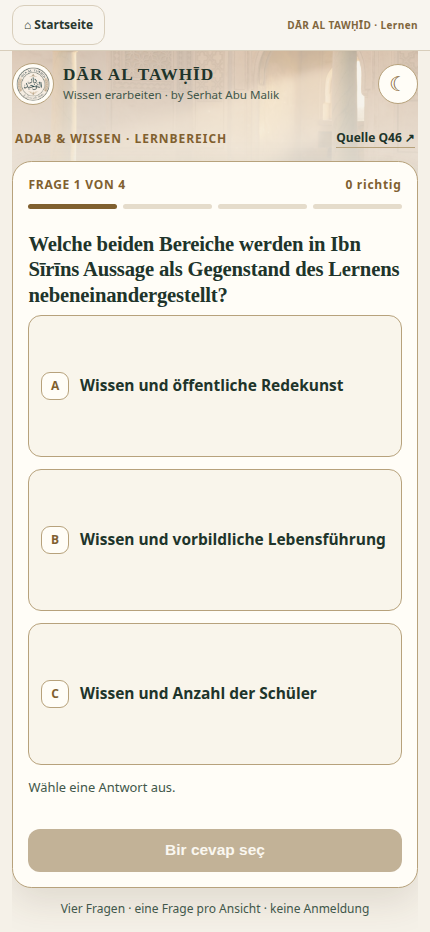 ⌂ Startseite
DĀR AL TAWḤĪD · Lernen
DĀR AL TAWḤĪD
Wissen erarbeiten · by Serhat Abu Malik
☾
ADAB & WISSEN · LERNBEREICH
Quelle Q46 ↗
FRAGE 1 VON 4
0 richtig
Welche beiden Bereiche werden in Ibn
Sīrīns Aussage als Gegenstand des Lernens
nebeneinandergestellt?
A Wissen und öffentliche Redekunst
B Wissen und vorbildliche Lebensführung
C Wissen und Anzahl der Schüler
Wähle eine Antwort aus.
Bir cevap seç
Vier Fragen · eine Frage pro Ansicht · keine Anmeldung